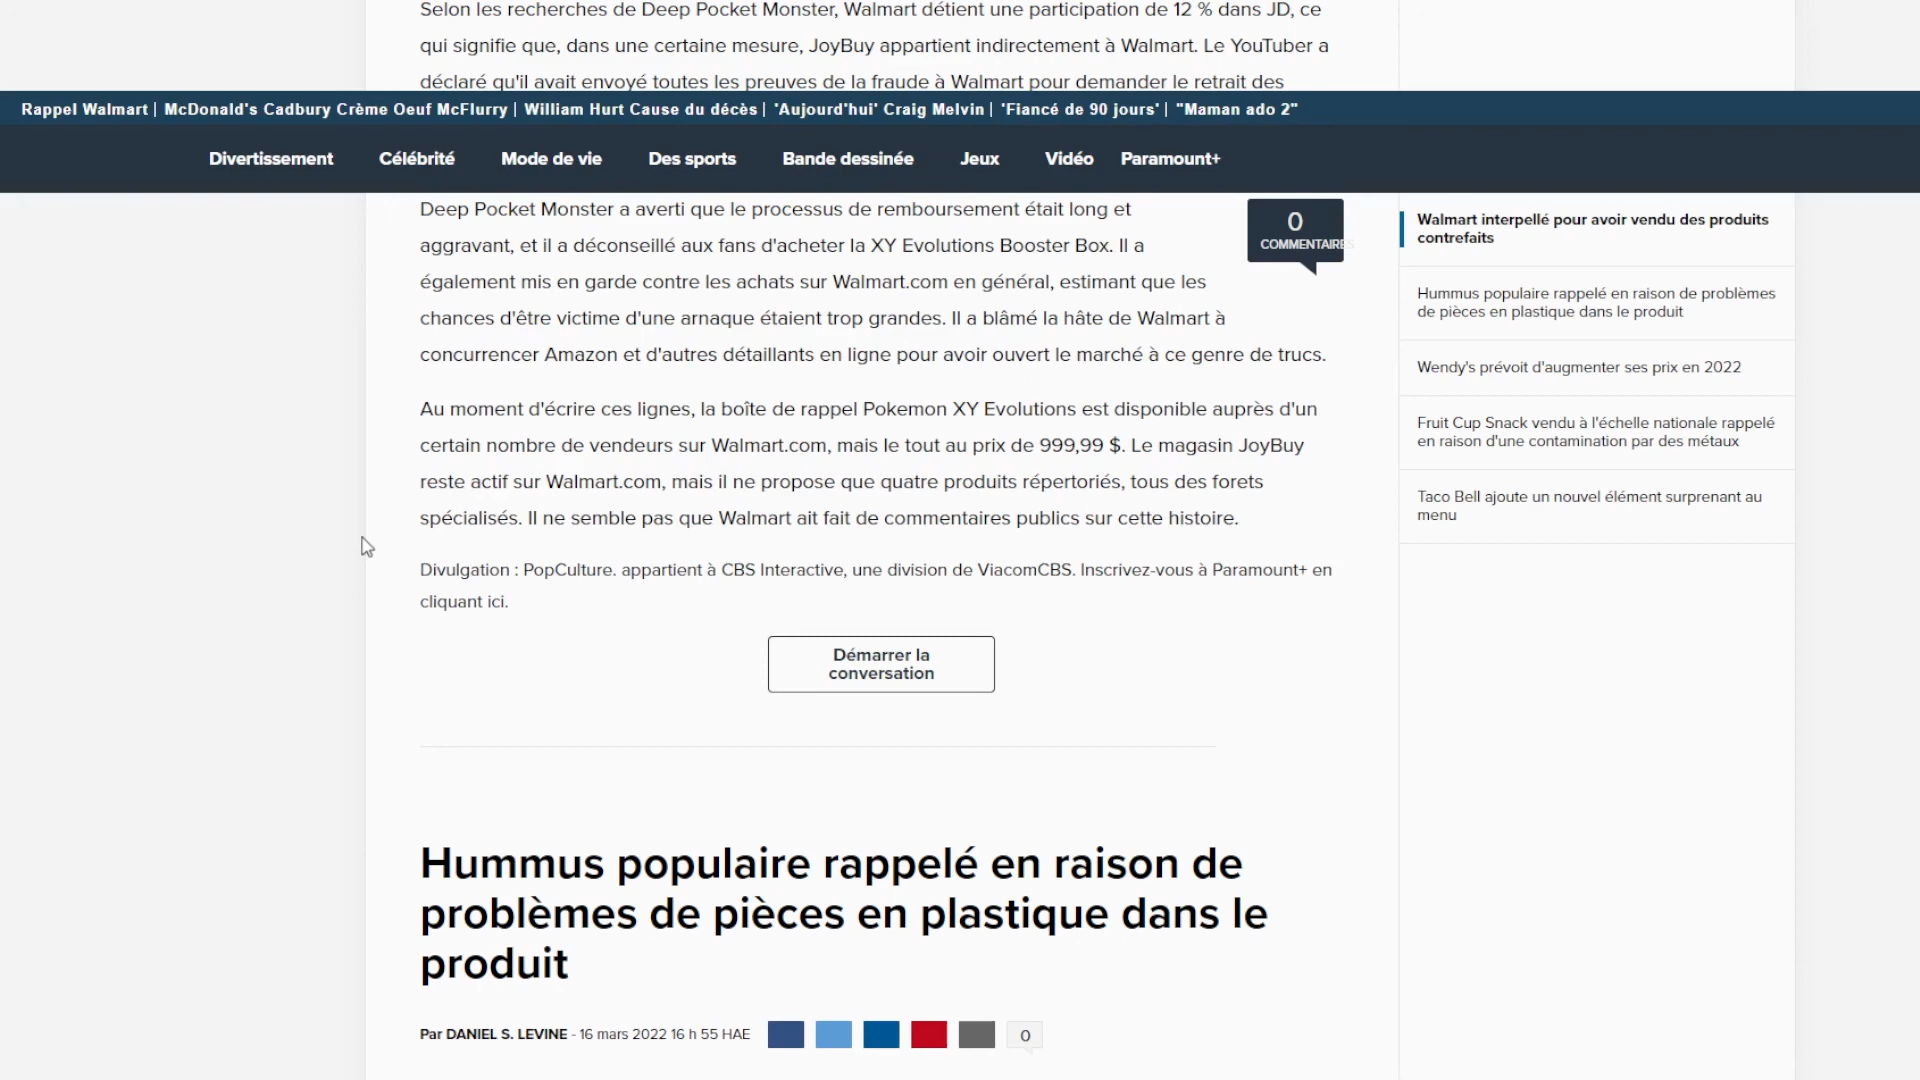 Selon les recherches de Deep Pocket Monster, Walmart détient une participation de 12 % dans JD, ce
qui signifie que, dans une certaine mesure, JoyBuy appartient indirectement à Walmart. Le YouTuber a
déclaré qu'il avait envoyé toutes les preuves de la fraude à Walmart pour demander le retrait des
Rappel Walmart | McDonald's Cadbury Crème Oeuf McFlurry | William Hurt Cause du décès | 'Aujourd'hui' Craig Melvin | 'Fiancé de 90 jours' | "Maman ado 2"
Divertissement Célébrité Mode de vie Des sports Bande dessinée Jeux Vidéo Paramount+
Deep Pocket Monster a averti que le processus de remboursement était long et
aggravant, et il a déconseillé aux fans d'acheter la XY Evolutions Booster Box. Il a
également mis en garde contre les achats sur Walmart.com en général, estimant que les
chances d'être victime d'une arnaque étaient trop grandes. Il a blâmé la hâte de Walmart à
concurrencer Amazon et d'autres détaillants en ligne pour avoir ouvert le marché à ce genre de trucs.
0
COMMENTAIRES
Au moment d'écrire ces lignes, la boîte de rappel Pokemon XY Evolutions est disponible auprès d'un
certain nombre de vendeurs sur Walmart.com, mais le tout au prix de 999,99 $. Le magasin JoyBuy
reste actif sur Walmart.com, mais il ne propose que quatre produits répertoriés, tous des forets
spécialisés. Il ne semble pas que Walmart ait fait de commentaires publics sur cette histoire.
Divulgation : PopCulture. appartient à CBS Interactive, une division de ViacomCBS. Inscrivez-vous à Paramount+ en
cliquant ici.
Démarrer la
conversation
Hummus populaire rappelé en raison de
problèmes de pièces en plastique dans le
produit
Par DANIEL S. LEVINE - 16 mars 2022 16 h 55 HAE
0
Walmart interpellé pour avoir vendu des produits
contrefaits
Hummus populaire rappelé en raison de problèmes
de pièces en plastique dans le produit
Wendy's prévoit d'augmenter ses prix en 2022
Fruit Cup Snack vendu à l'échelle nationale rappelé
en raison d'une contamination par des métaux
Taco Bell ajoute un nouvel élément surprenant au
menu